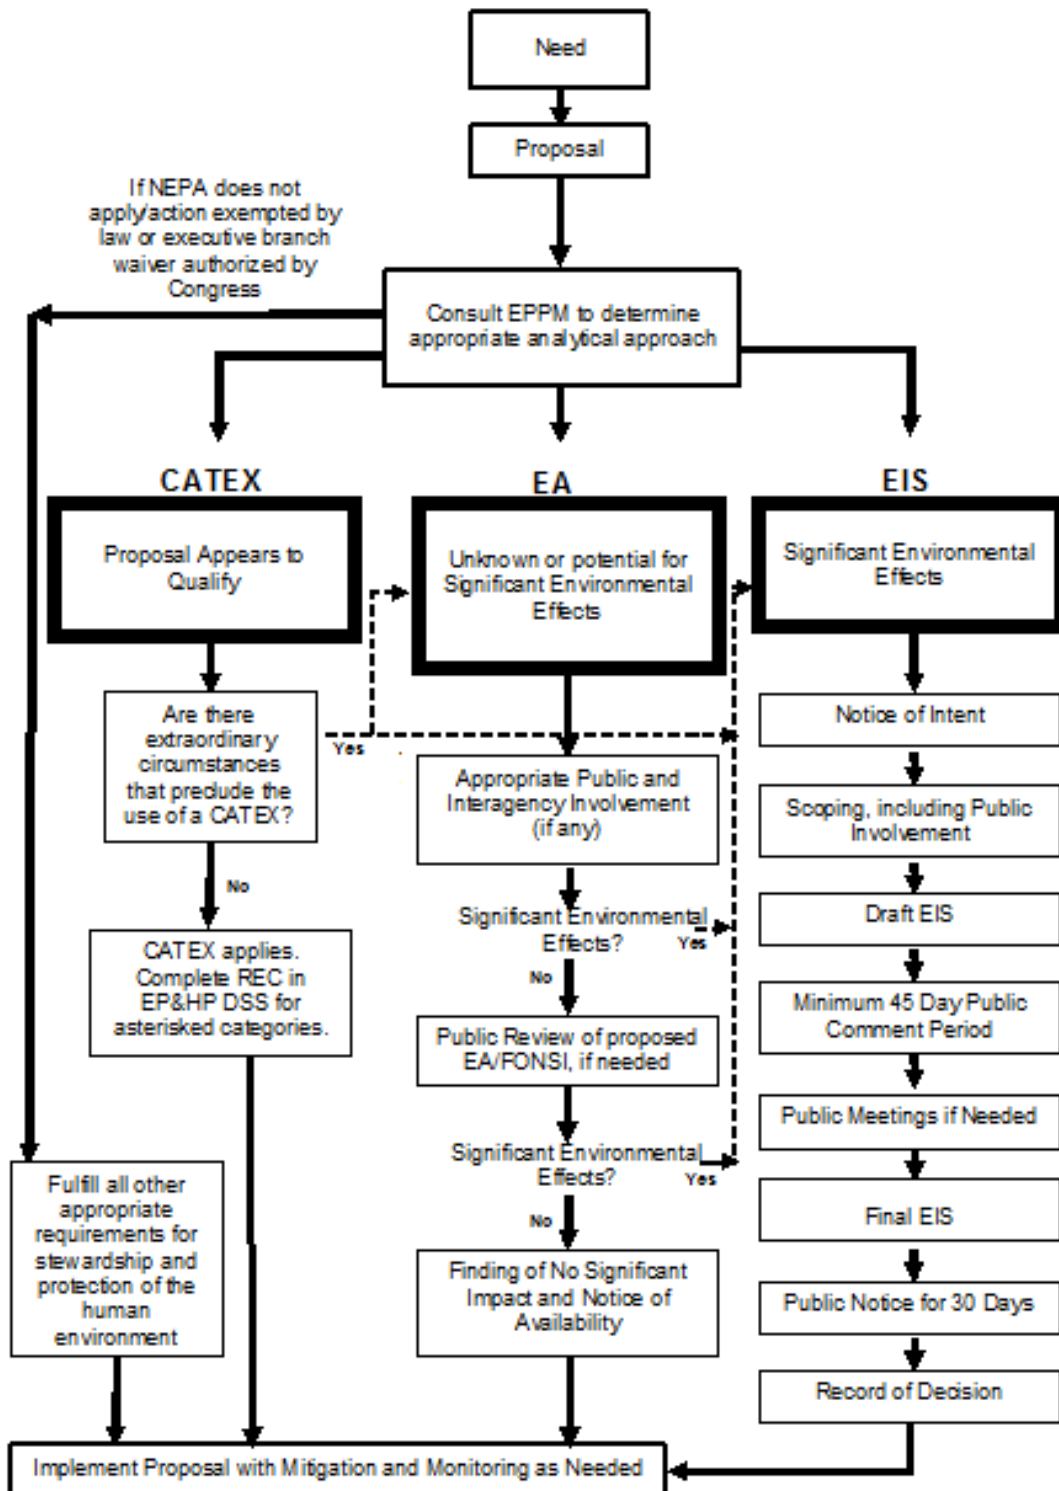 Need
Proposal
If NEPA does not
apply/action exempted by
law or executive branch
waiver authorized by
Congress
Consult EPPM to determine
appropriate analytical approach
CATEX
Proposal Appears to
Qualify
Are there
extraordinary
circumstances
that preclude the
use of a CATEX?
Yes
No
CATEX applies.
Complete REC in
EP&HP DSS for
asterisked categories.
Fulfill all other
appropriate
requirements for
stewardship and
protection of the
human
environment
EA
Unknown or potential for
Significant Environmental
Effects
Appropriate Public and
Interagency Involvement
(if any)
Significant Environmental
Effects?
Yes
No
Public Review of proposed
EA/FONSI, if needed
Significant Environmental
Effects?
Yes
No
Finding of No Significant
Impact and Notice of
Availability
EIS
Significant Environmental
Effects
Notice of Intent
Scoping, including Public
Involvement
Draft EIS
Minimum 45 Day Public
Comment Period
Public Meetings if Needed
Final EIS
Public Notice for 30 Days
Record of Decision
Implement Proposal with Mitigation and Monitoring as Needed